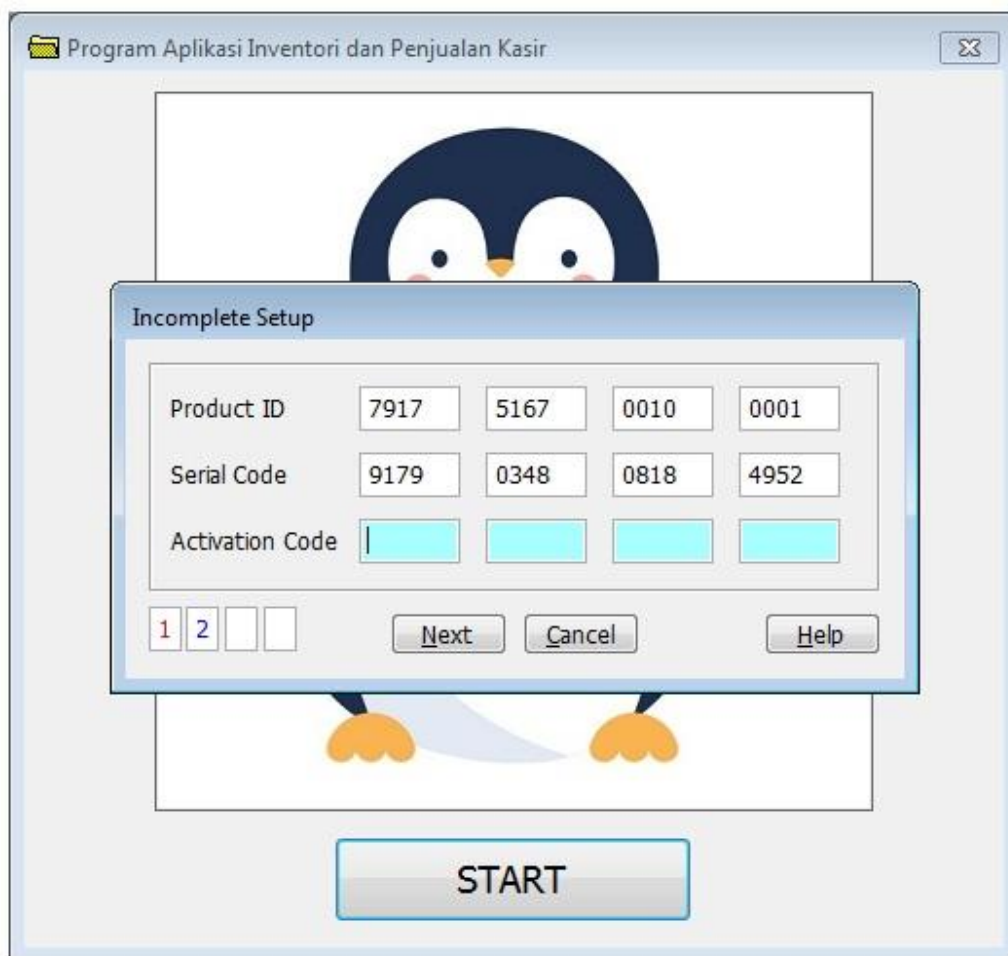 Program Aplikasi Inventori dan Penjualan Kasir
Incomplete Setup
Product ID 7917 5167 0010 0001
Serial Code 9179 0348 0818 4952
Activation Code
1 2 Next Cancel Help
START